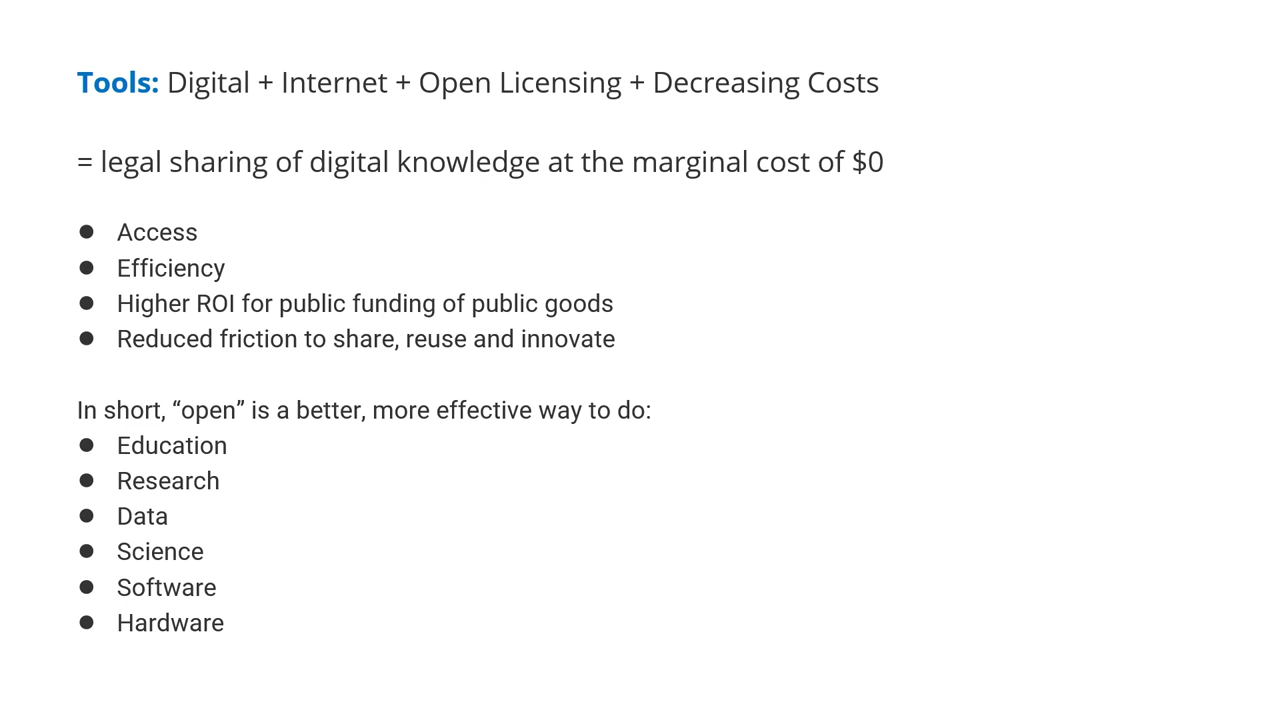 Tools: Digital + Internet + Open Licensing + Decreasing Costs
= legal sharing of digital knowledge at the marginal cost of $0
● Access
● Efficiency
● Higher ROI for public funding of public goods
● Reduced friction to share, reuse and innovate
In short, “open” is a better, more effective way to do:
● Education
● Research
● Data
● Science
● Software
● Hardware